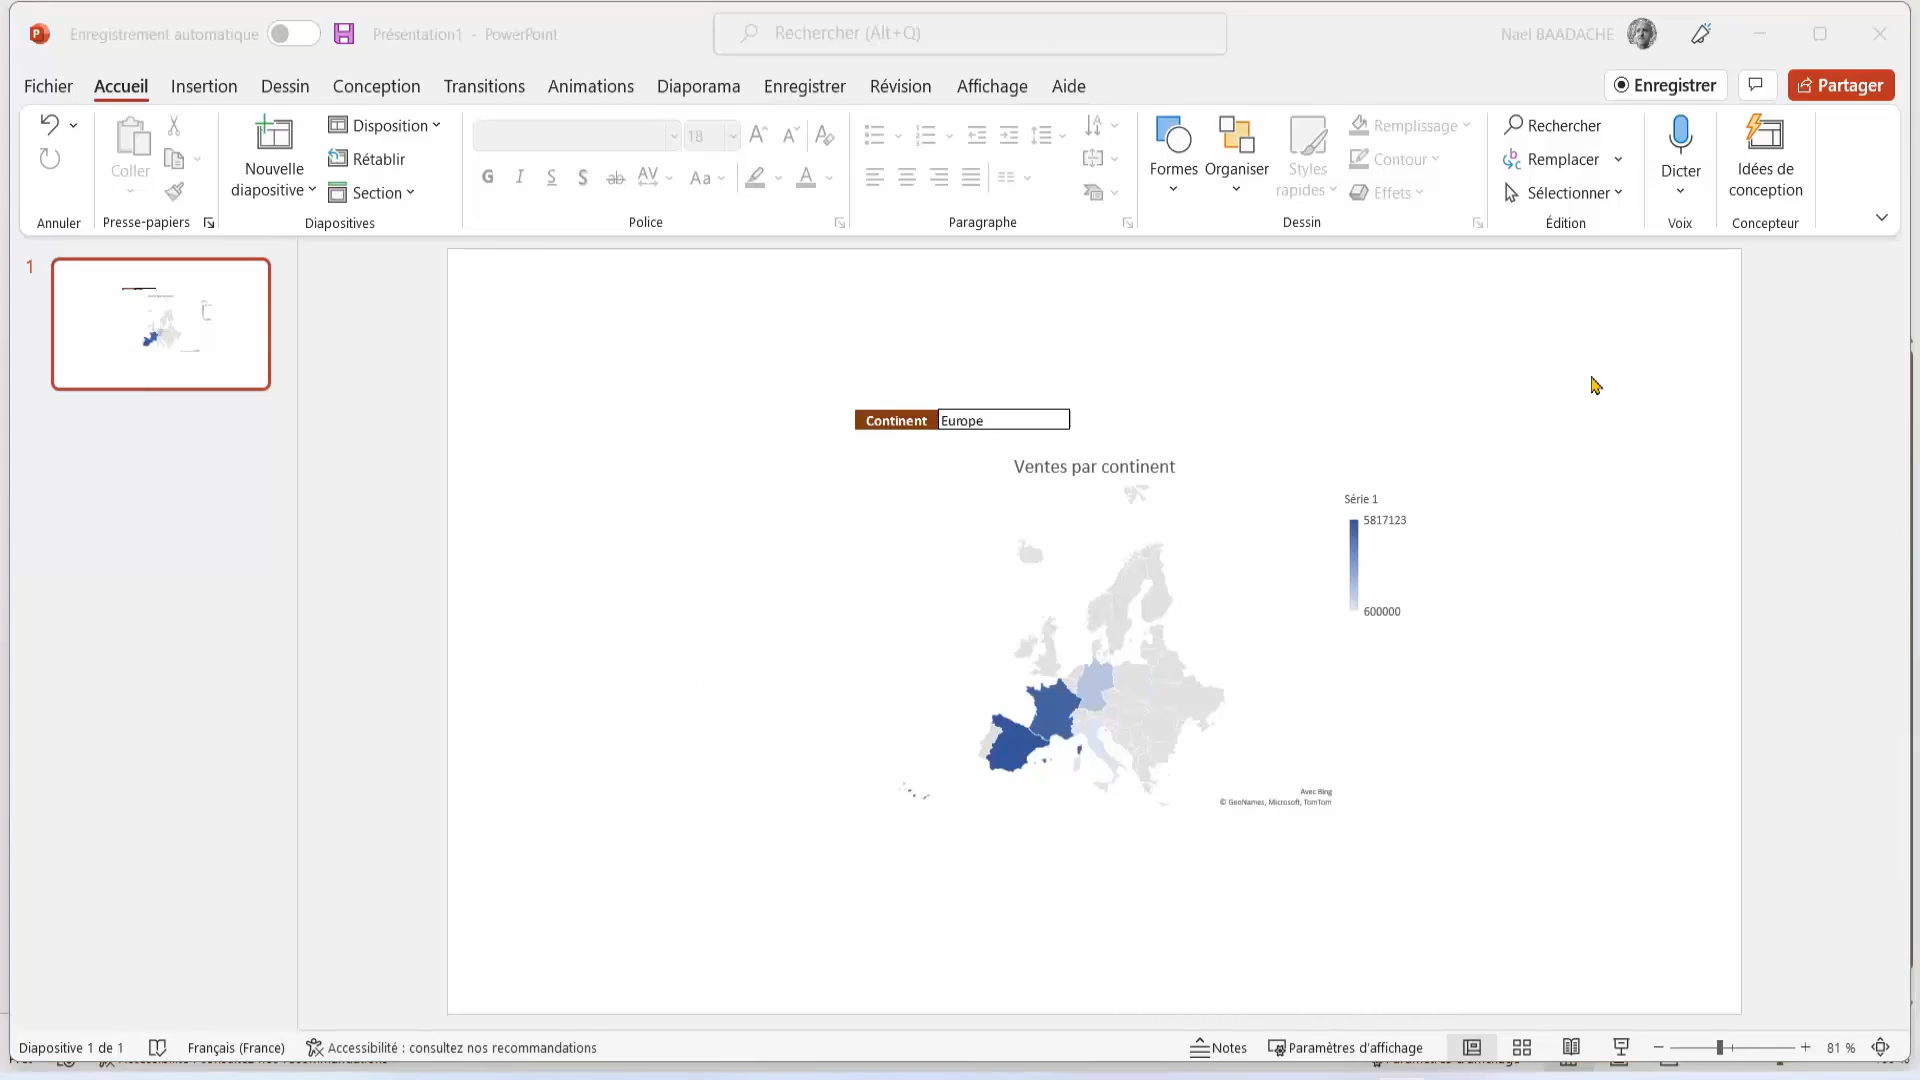 Enregistrement automatique
Présentation1 - PowerPoint
Rechercher (Alt+Q)
Nael BAADACHE
Fichier Accueil Insertion Dessin Conception Transitions Animations Diaporama Enregistrer Révision Affichage Aide
Enregistrer
Partager
Coller
Nouvelle diapositive
Disposition
Rétablir
Section
18
G I S S ab AV Aa A
Formes
Organiser
Styles rapides
Remplissage
Contour
Effets
Rechercher
Remplacer
Sélectionner
Dicter
Idées de conception
Annuler Presse-papiers Diapositives Police Paragraphe Dessin Édition Voix Concepteur
1
Continent Europe
Ventes par continent
Série 1
5817123
600000
Avec Bing
© GeoNames, Microsoft, TomTom
Diapositive 1 de 1 Français (France) Accessibilité : consultez nos recommandations Notes Paramètres d'affichage 81 %